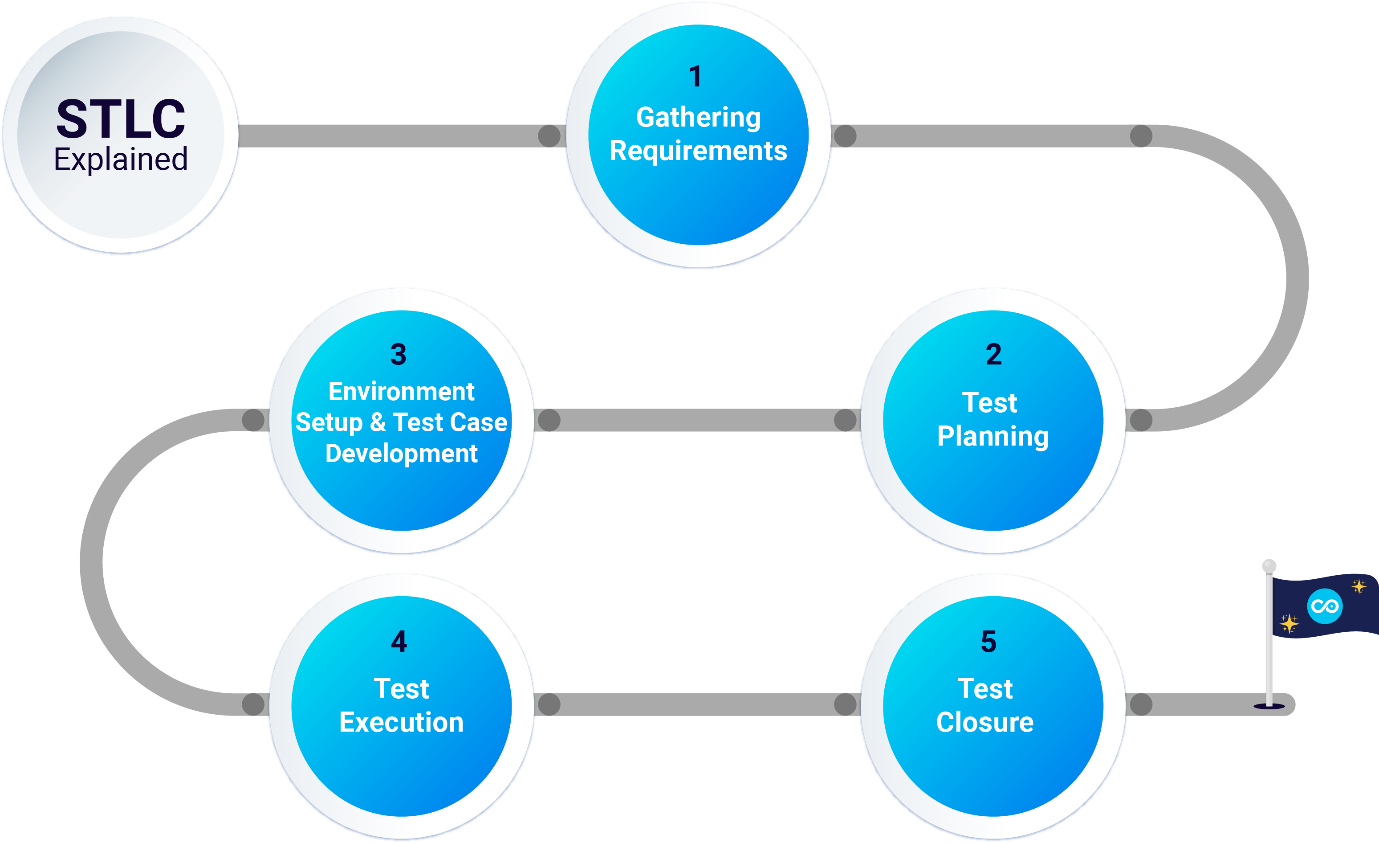 STLC
Explained
1
Gathering
Requirements
2
Test
Planning
3
Environment
Setup & Test Case
Development
4
Test
Execution
5
Test
Closure